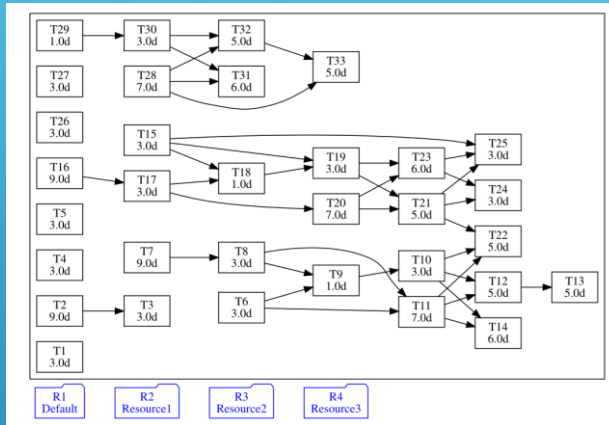 T29
1.0d
T30
3.0d
T32
5.0d
T33
5.0d
T27
3.0d
T28
7.0d
T31
6.0d
T26
3.0d
T15
3.0d
T25
3.0d
T16
9.0d
T17
3.0d
T18
1.0d
T19
3.0d
T23
6.0d
T24
3.0d
T20
7.0d
T21
5.0d
T5
3.0d
T22
5.0d
T4
3.0d
T7
9.0d
T8
3.0d
T10
3.0d
T9
1.0d
T12
5.0d
T13
5.0d
T2
9.0d
T3
3.0d
T6
3.0d
T11
7.0d
T14
6.0d
T1
3.0d
R1
Default
R2
Resource1
R3
Resource2
R4
Resource3